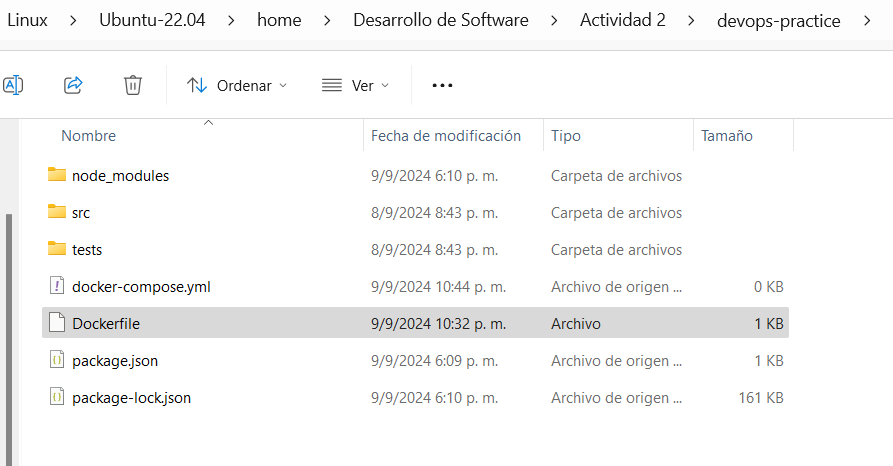 Linux > Ubuntu-22.04 > home > Desarrollo de Software > Actividad 2 > devops-practice >
Ordenar Ver
Nombre Fecha de modificación Tipo Tamaño
node_modules 9/9/2024 6:10 p. m. Carpeta de archivos
src 8/9/2024 8:43 p. m. Carpeta de archivos
tests 8/9/2024 8:43 p. m. Carpeta de archivos
docker-compose.yml 9/9/2024 10:44 p. m. Archivo de origen ... 0 KB
Dockerfile 9/9/2024 10:32 p. m. Archivo 1 KB
package.json 9/9/2024 6:09 p. m. Archivo de origen ... 1 KB
package-lock.json 9/9/2024 6:10 p. m. Archivo de origen ... 161 KB